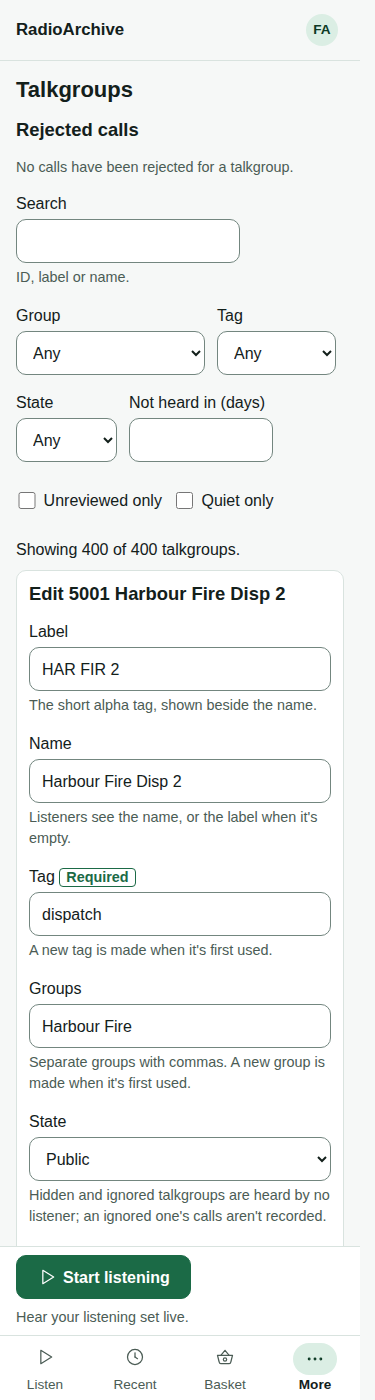 RadioArchive
FA
Talkgroups
Rejected calls
No calls have been rejected for a talkgroup.
Search
ID, label or name.
Group
Tag
Any
Any
State
Not heard in (days)
Any
Unreviewed only
Quiet only
Showing 400 of 400 talkgroups.
Edit 5001 Harbour Fire Disp 2
Label
HAR FIR 2
The short alpha tag, shown beside the name.
Name
Harbour Fire Disp 2
Listeners see the name, or the label when it's
empty.
Tag Required
dispatch
A new tag is made when it's first used.
Groups
Harbour Fire
Separate groups with commas. A new group is
made when it's first used.
State
Public
Hidden and ignored talkgroups are heard by no
listener; an ignored one's calls aren't recorded.
Start listening
Hear your listening set live.
Listen
Recent
Basket
More